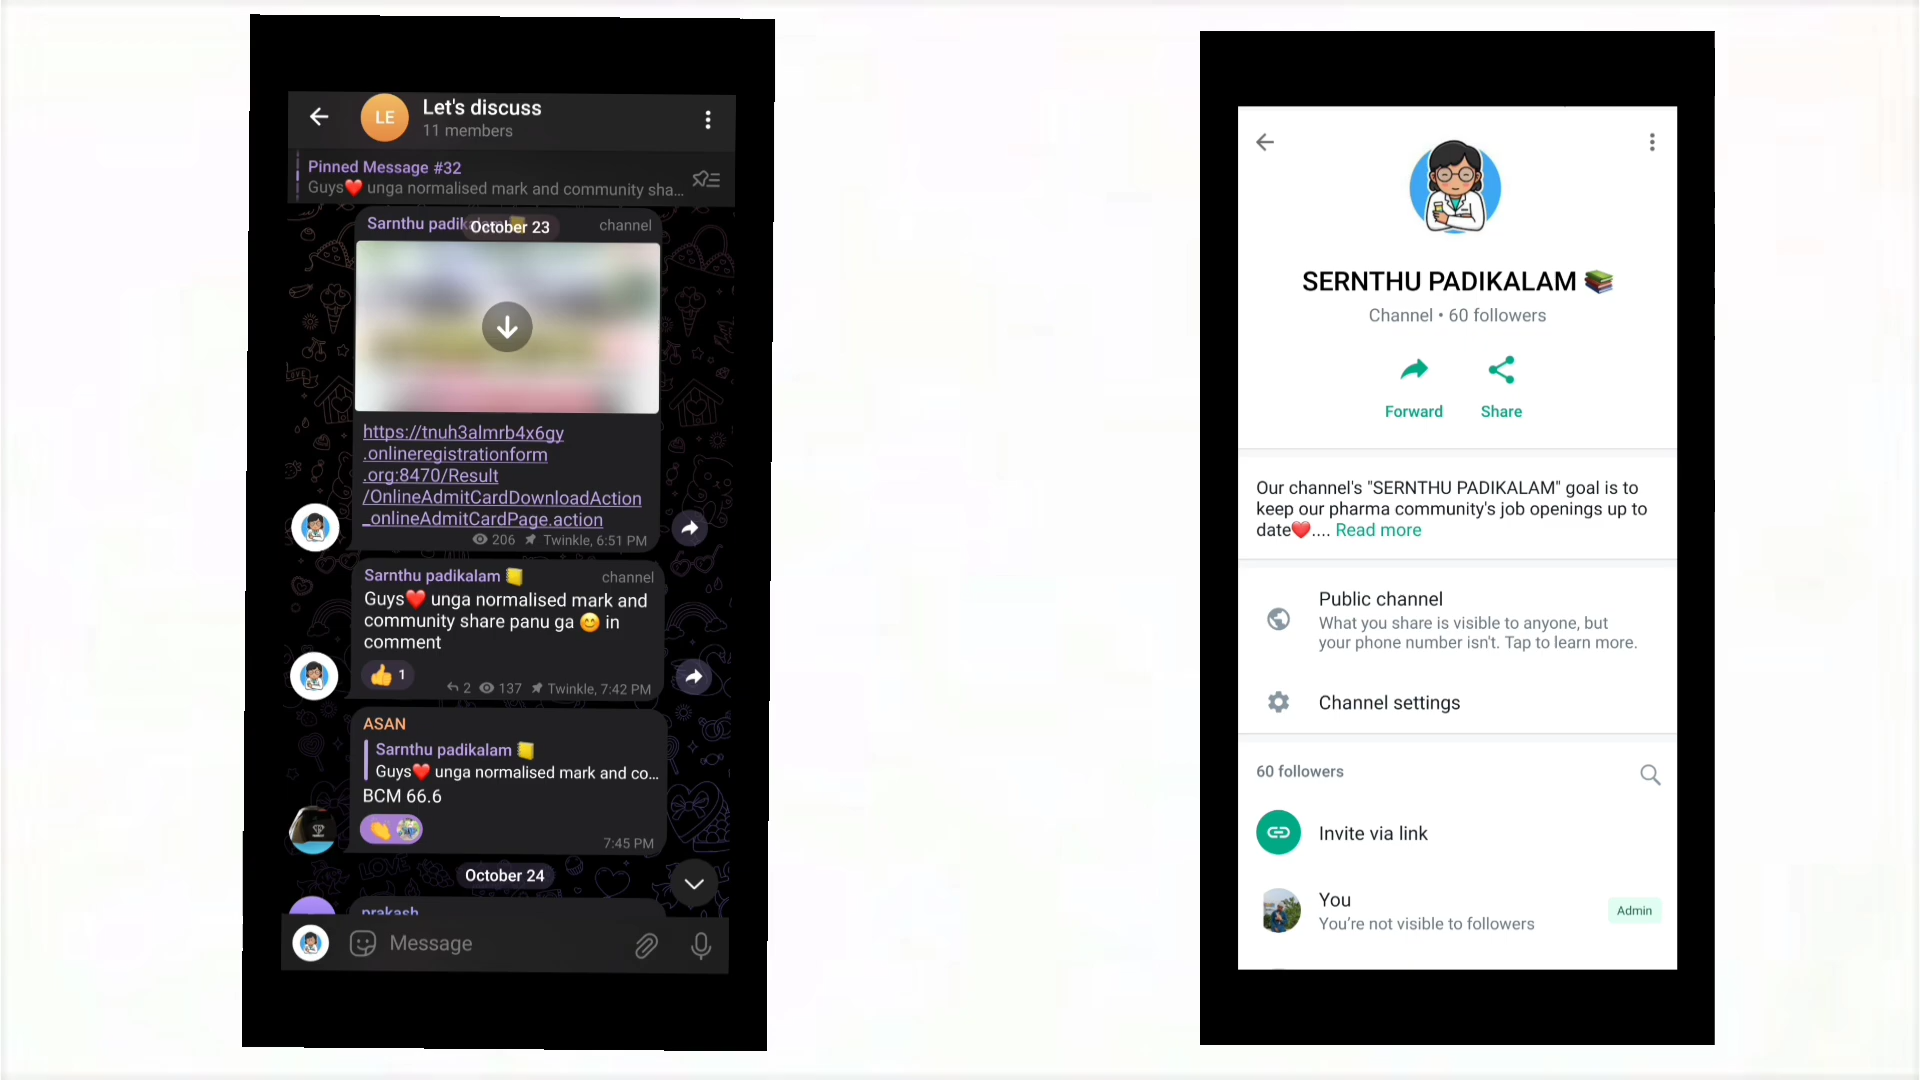 LE
Let's discuss
11 members
Pinned Message #32
Guys❤️ unga normalised mark and community sha...
October 23
channel
https://tnuh3almrb4x6gy
.onlineregistrationform
.org:8470/Result
/OnlineAdmitCardDownloadAction
_onlineAdmitCardPage.action
206 Twinkle, 6:51 PM
Sarnthu padikalam 📒 channel
Guys❤️ unga normalised mark and
community share panu ga 😊 in
comment
👍 1
2 137 Twinkle, 7:42 PM
ASAN
Sarnthu padikalam 📒
Guys❤️ unga normalised mark and co...
BCM 66.6
7:45 PM
October 24
prakash
Message
SERNTHU PADIKALAM 📚
Channel • 60 followers
Forward Share
Our channel's "SERNTHU PADIKALAM" goal is to
keep our pharma community's job openings up to
date❤️.... Read more
Public channel
What you share is visible to anyone, but
your phone number isn't. Tap to learn more.
Channel settings
60 followers
Invite via link
You
You're not visible to followers
Admin